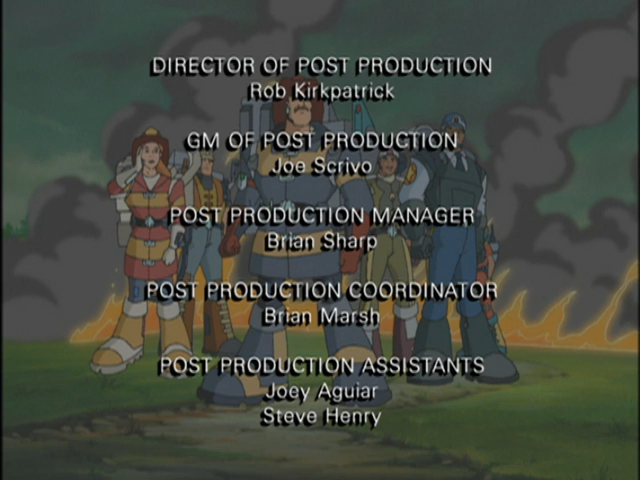 DIRECTOR OF POST PRODUCTION
Rob Kirkpatrick
GM OF POST PRODUCTION
Joe Scrivo
POST PRODUCTION MANAGER
Brian Sharp
POST PRODUCTION COORDINATOR
Brian Marsh
POST PRODUCTION ASSISTANTS
Joey Aguiar
Steve Henry